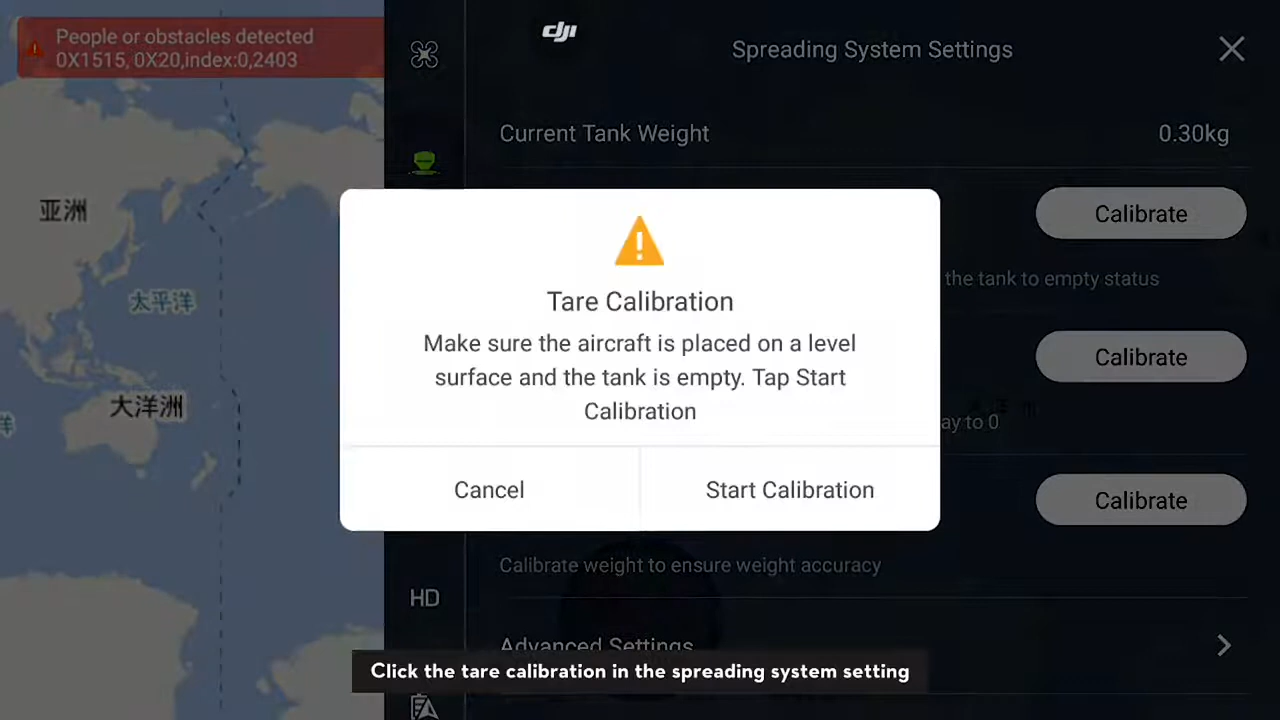 People or obstacles detected
0X1515, 0X20,index:0,2403
dji
Spreading System Settings
Current Tank Weight
0.30kg
亚洲
Calibrate
the tank to empty status
太平洋
Tare Calibration
Make sure the aircraft is placed on a level
surface and the tank is empty. Tap Start
Calibration
Calibrate
大洋洲
洋
ay to 0
Cancel
Start Calibration
Calibrate
Calibrate weight to ensure weight accuracy
HD
Advanced Settings
Click the tare calibration in the spreading system setting